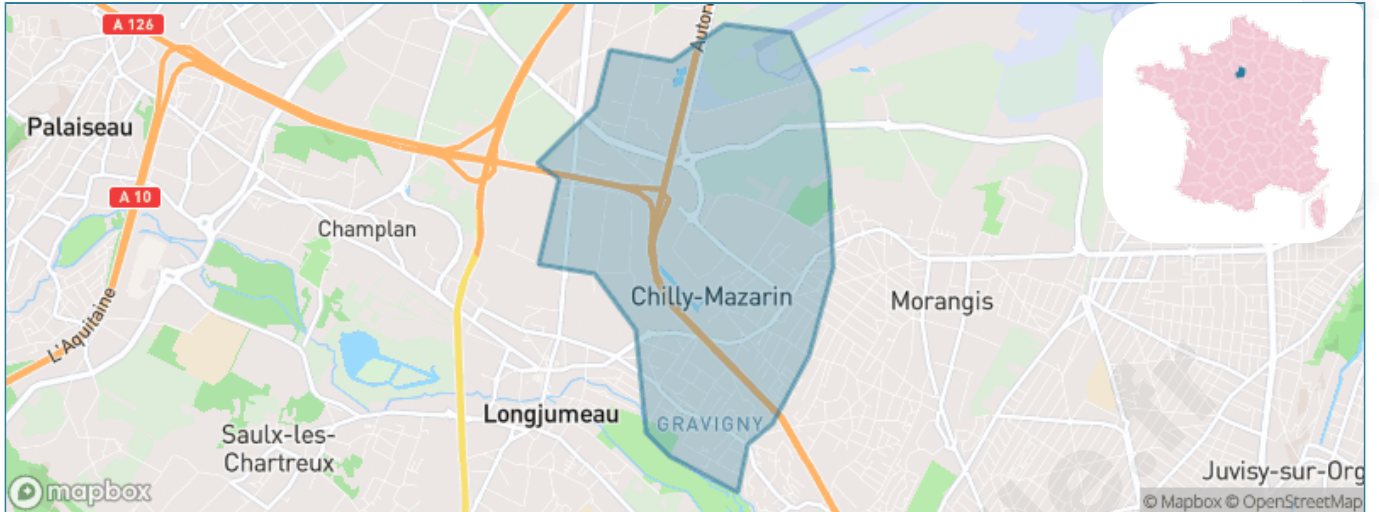 A 126
Autor
Palaiseau
A 10
Champlan
L'Aquitaine
Chilly-Mazarin
Morangis
Longjumeau
GRAVIGNY
Saulx-les-
Chartreux
Juvisy-sur-Org
mapbox
© Mapbox © OpenStreetMap